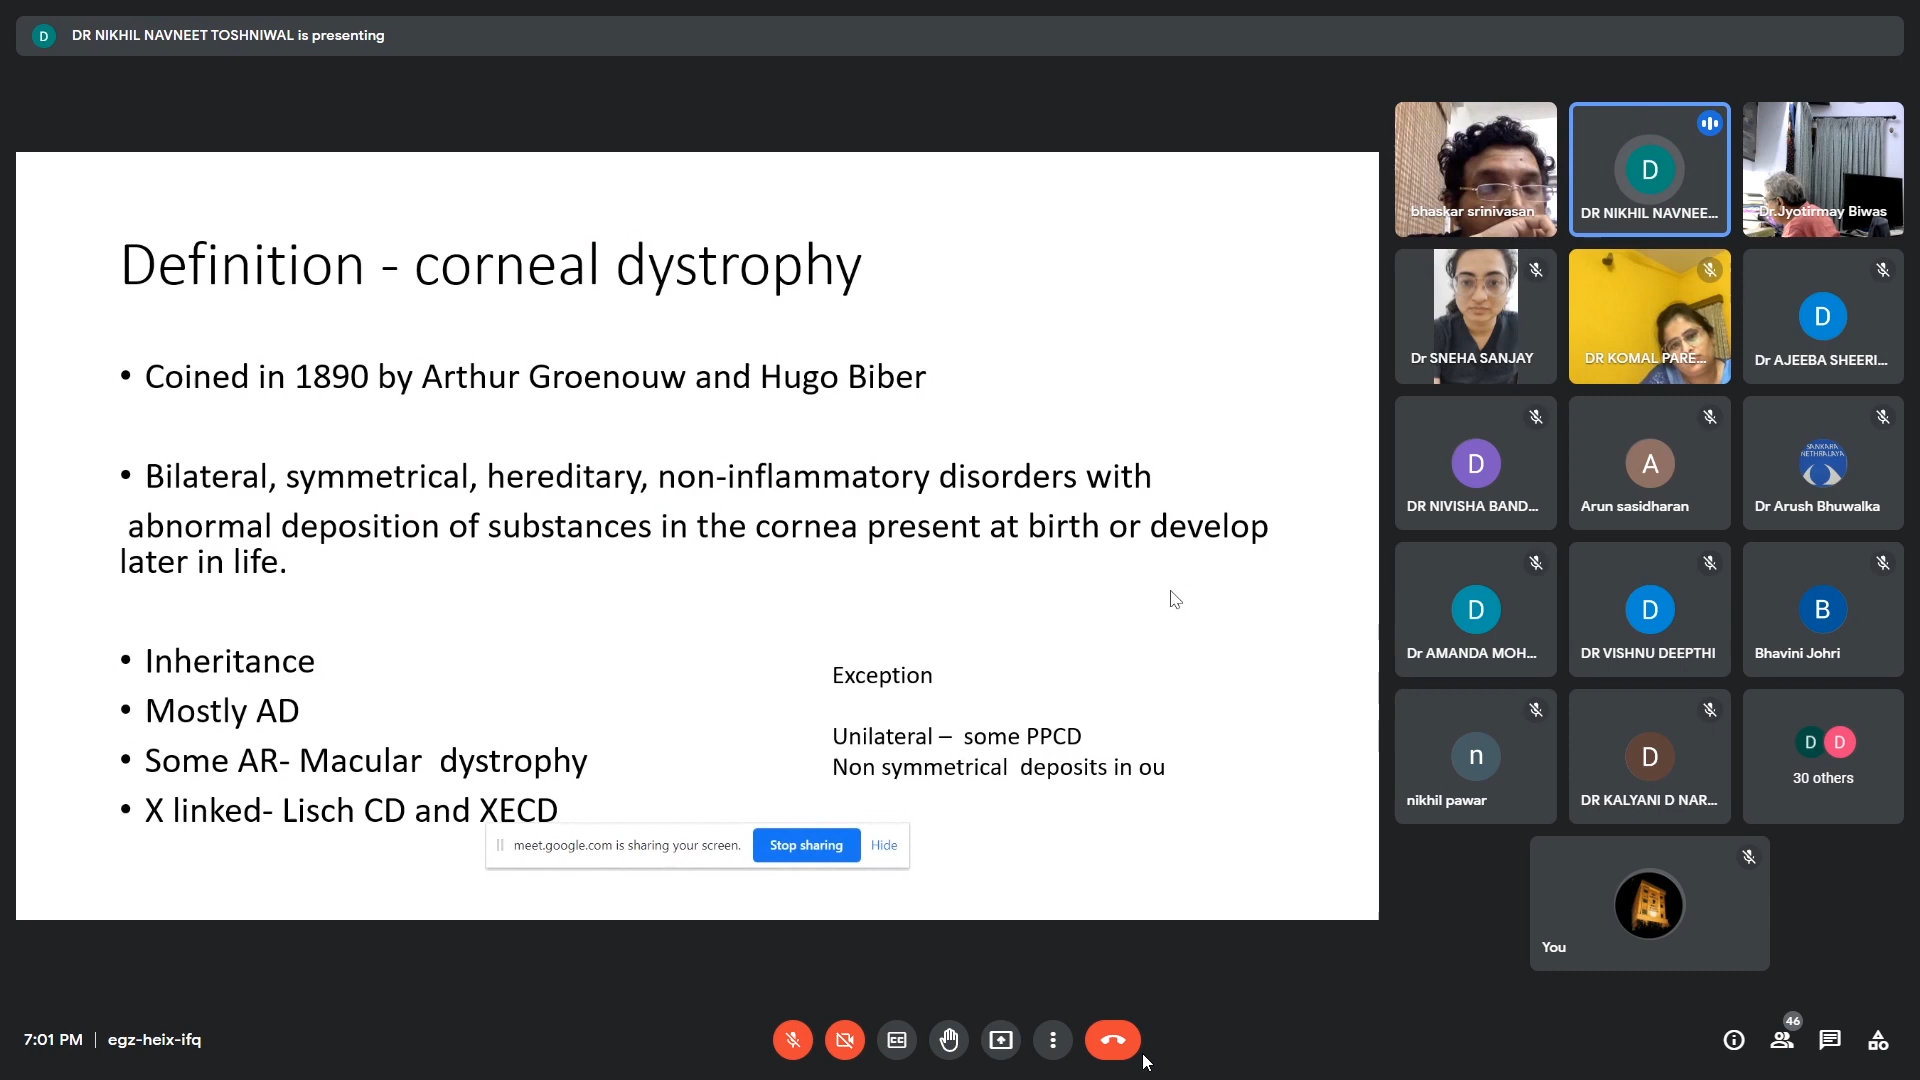 D
DR NIKHIL NAVNEET TOSHNIWAL is presenting
Definition - corneal dystrophy
• Coined in 1890 by Arthur Groenouw and Hugo Biber
• Bilateral, symmetrical, hereditary, non-inflammatory disorders with
abnormal deposition of substances in the cornea present at birth or develop
later in life.
• Inheritance
• Mostly AD
• Some AR- Macular dystrophy
• X linked- Lisch CD and XECD
Exception
Unilateral – some PPCD
Non symmetrical deposits in ou
meet.google.com is sharing your screen.
Stop sharing
Hide
bhaskar srinivasan
D
DR NIKHIL NAVNEE...
Dr.Jyotirmay Biwas
Dr SNEHA SANJAY
DR KOMAL PARE...
D
Dr AJEEBA SHEERI...
D
DR NIVISHA BAND...
A
Arun sasidharan
SANKARA
NETHRALAYA
Dr Arush Bhuwalka
D
Dr AMANDA MOH...
D
DR VISHNU DEEPTHI
B
Bhavini Johri
n
nikhil pawar
D
DR KALYANI D NAR...
D D
30 others
You
7:01 PM | egz-heix-ifq
CC
46